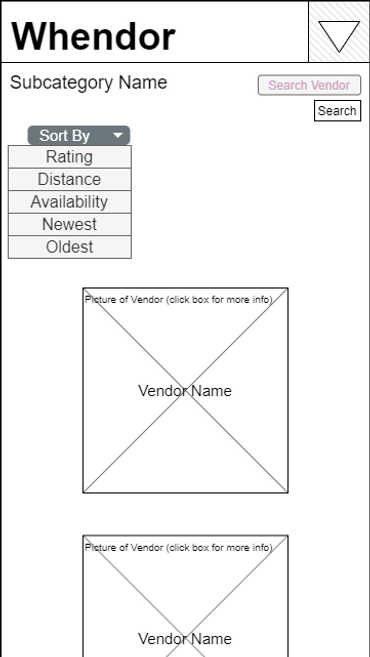 Whendor
Subcategory Name
Search Vendor
Search
Sort By
Rating
Distance
Availability
Newest
Oldest
Picture of Vendor (click box for more info)
Vendor Name
Picture of Vendor (click box for more info)
Vendor Name